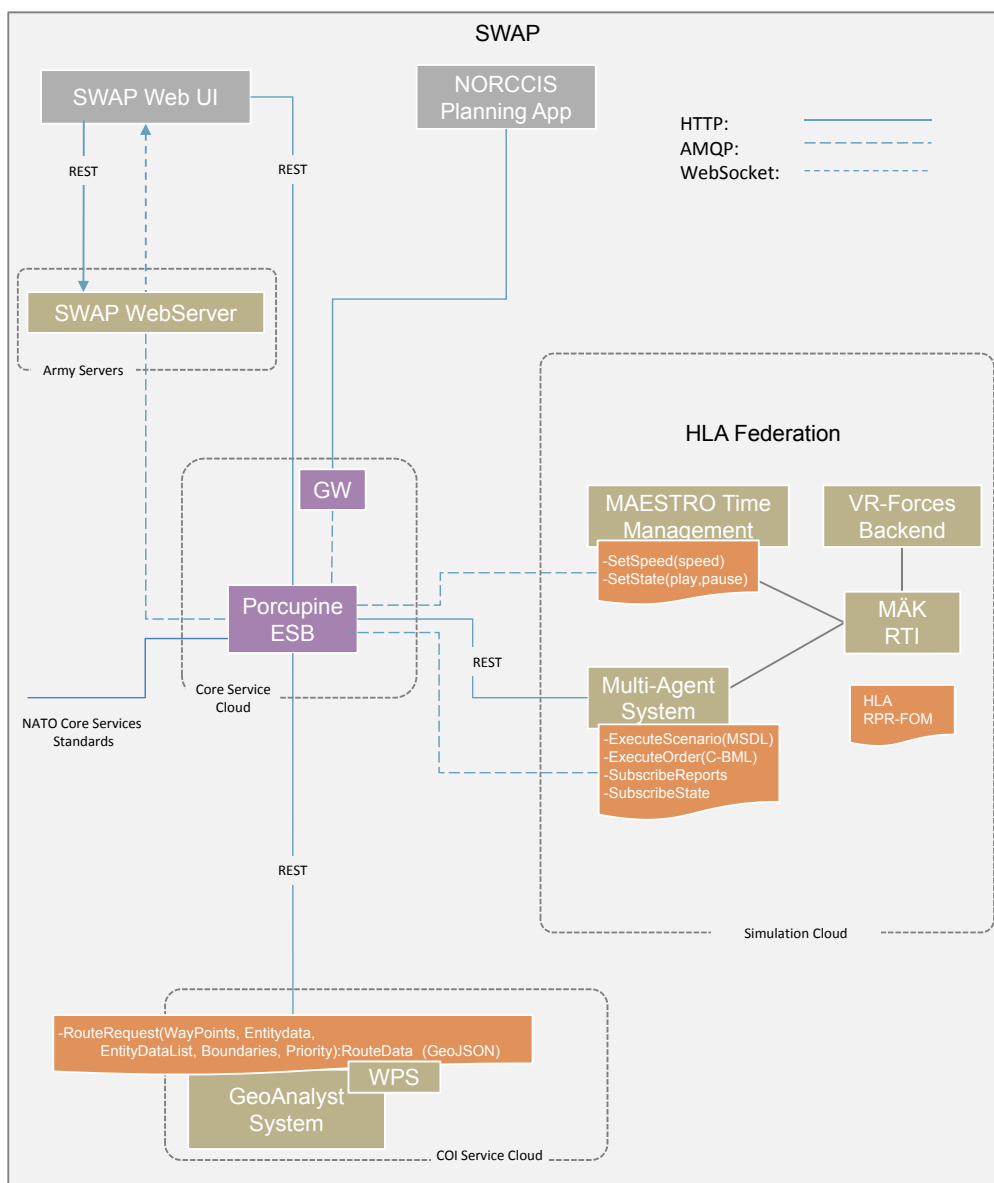 SWAP
SWAP Web UI
NORCCIS
Planning App
HTTP:
AMQP:
WebSocket:
REST
REST
SWAP WebServer
Army Servers
HLA Federation
GW
MAESTRO Time
Management
VR-Forces
Backend
-SetSpeed(speed)
-SetState(play,pause)
Porcupine
ESB
MÄK
RTI
REST
Multi-Agent
System
Core Service
Cloud
HLA
RPR-FOM
NATO Core Services
Standards
-ExecuteScenario(MSDL)
-ExecuteOrder(C-BML)
-SubscribeReports
-SubscribeState
REST
Simulation Cloud
-RouteRequest(WayPoints, Entitydata,
EntityDataList, Boundaries, Priority):RouteData (GeoJSON)
WPS
GeoAnalyst
System
COI Service Cloud